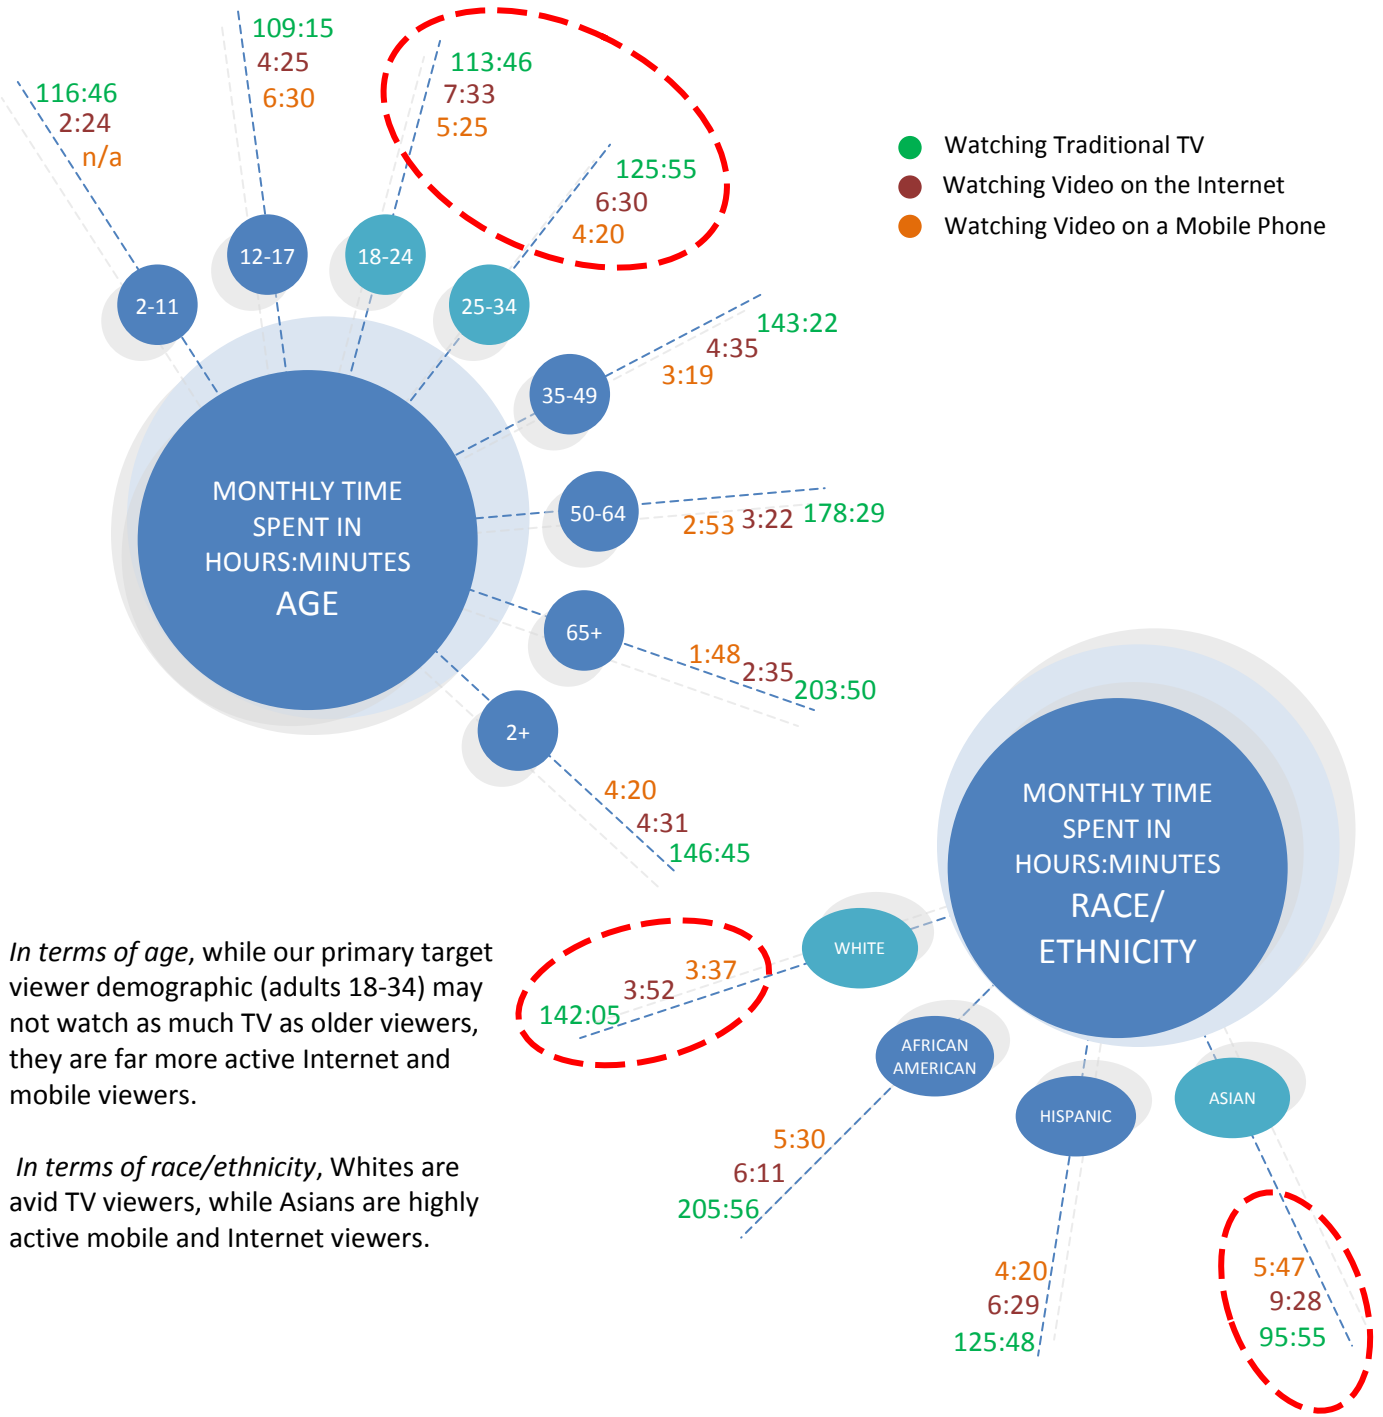 109:15
4:25
6:30
113:46
7:33
5:25
116:46
2:24
n/a
125:55
6:30
4:20
Watching Traditional TV
Watching Video on the Internet
Watching Video on a Mobile Phone
2-11
12-17
18-24
25-34
35-49
143:22
4:35
3:19
50-64
2:53 3:22 178:29
65+
1:48
2:35
203:50
2+
4:20
4:31
146:45
MONTHLY TIME
SPENT IN
HOURS:MINUTES
AGE
MONTHLY TIME
SPENT IN
HOURS:MINUTES
RACE/
ETHNICITY
WHITE
3:37
3:52
142:05
AFRICAN
AMERICAN
5:30
6:11
205:56
HISPANIC
4:20
6:29
125:48
ASIAN
5:47
9:28
95:55
In terms of age, while our primary target
viewer demographic (adults 18-34) may
not watch as much TV as older viewers,
they are far more active Internet and
mobile viewers.
In terms of race/ethnicity, Whites are
avid TV viewers, while Asians are highly
active mobile and Internet viewers.